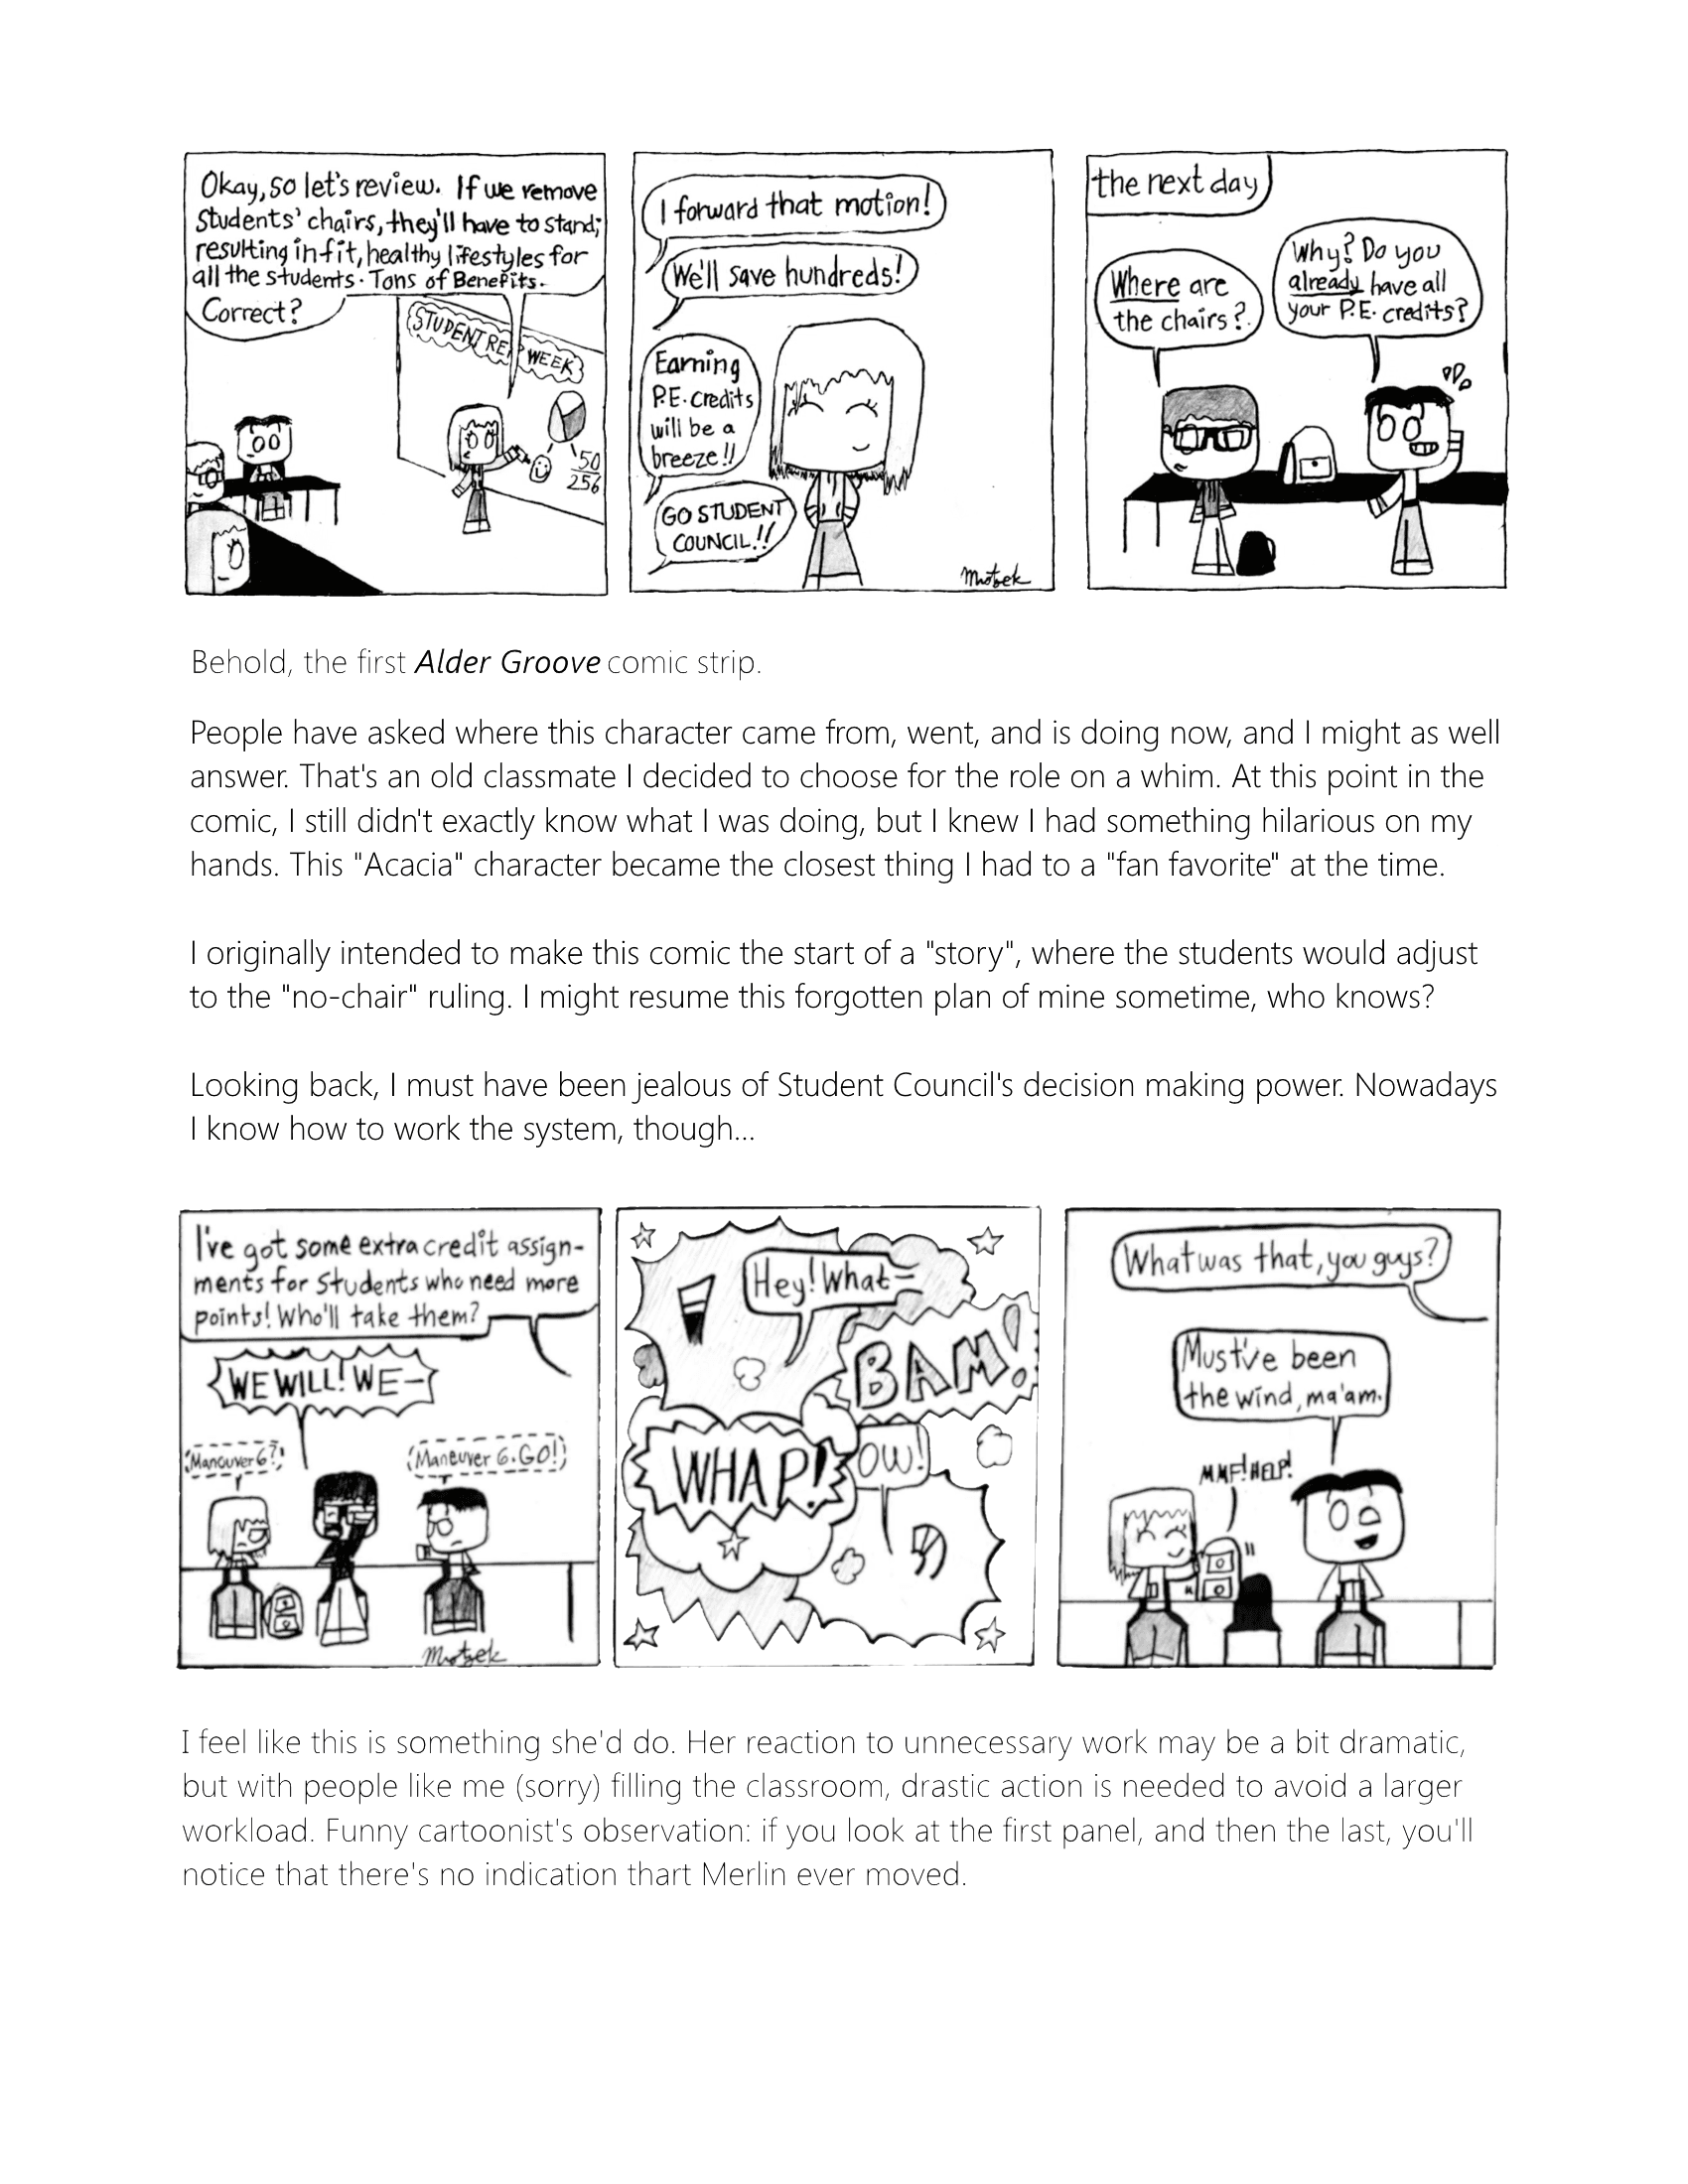 Okay, so let's review. If we remove
students' chairs, they'll have to stand;
resulting in fit, healthy lifestyles for
all the students. Tons of Benefits.
Correct?
STUDENT REP WEEK
50
256
I forward that motion!
We'll save hundreds!
Earning
P.E. credits
will be a
breeze!!
GO STUDENT
COUNCIL!!
Mrotzek
the next day
Where are
the chairs?
Why? Do you
already have all
your P.E. credits?
Behold, the first Alder Groove comic strip.
People have asked where this character came from, went, and is doing now, and I might as well
answer. That's an old classmate I decided to choose for the role on a whim. At this point in the
comic, I still didn't exactly know what I was doing, but I knew I had something hilarious on my
hands. This "Acacia" character became the closest thing I had to a "fan favorite" at the time.
I originally intended to make this comic the start of a "story", where the students would adjust
to the "no-chair" ruling. I might resume this forgotten plan of mine sometime, who knows?
Looking back, I must have been jealous of Student Council's decision making power. Nowadays
I know how to work the system, though...
I've got some extra credit assign-
ments for students who need more
points! Who'll take them?
WE WILL! WE—
Maneuver 6?
Maneuver 6. GO!
Mrotzek
Hey! What—
BAM!
WHAP!
OW!
What was that, you guys?
Must've been
the wind, ma'am.
MMF! HELP!
I feel like this is something she'd do. Her reaction to unnecessary work may be a bit dramatic,
but with people like me (sorry) filling the classroom, drastic action is needed to avoid a larger
workload. Funny cartoonist's observation: if you look at the first panel, and then the last, you'll
notice that there's no indication thart Merlin ever moved.